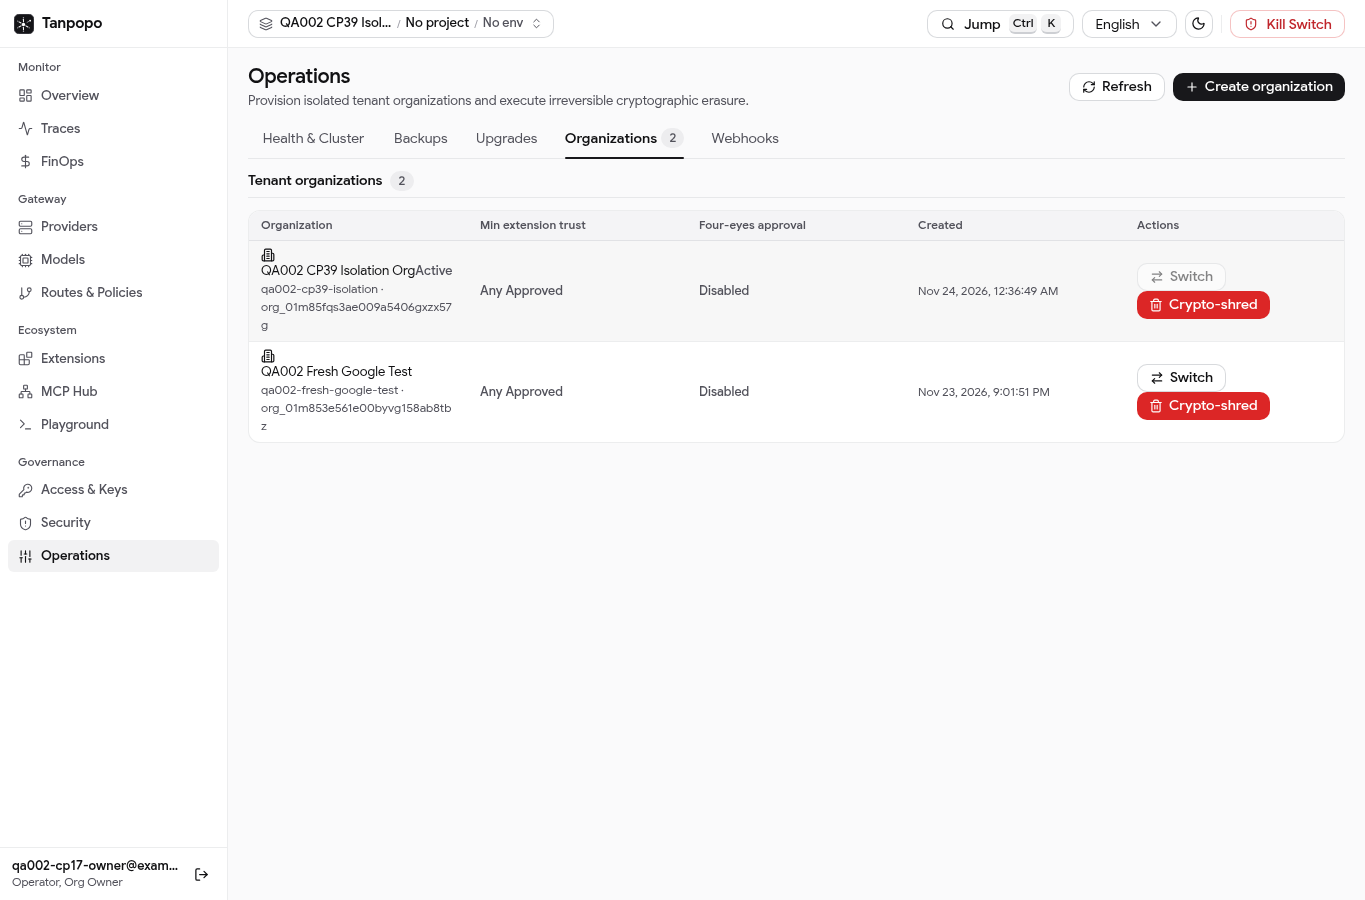 Tanpopo
QA002 CP39 Isol... / No project / No env
Jump Ctrl K
English
Kill Switch
Monitor
Overview
Traces
FinOps
Gateway
Providers
Models
Routes & Policies
Ecosystem
Extensions
MCP Hub
Playground
Governance
Access & Keys
Security
Operations
qa002-cp17-owner@exam...
Operator, Org Owner
Operations
Provision isolated tenant organizations and execute irreversible cryptographic erasure.
Refresh
Create organization
Health & Cluster
Backups
Upgrades
Organizations 2
Webhooks
Tenant organizations 2
Organization Min extension trust Four-eyes approval Created Actions
QA002 CP39 Isolation OrgActive
qa002-cp39-isolation ·
org_01m85fqs3ae009a5406gxzx57
g
Any Approved
Disabled
Nov 24, 2026, 12:36:49 AM
Switch
Crypto-shred
QA002 Fresh Google Test
qa002-fresh-google-test ·
org_01m853e561e00byvg158ab8tb
z
Any Approved
Disabled
Nov 23, 2026, 9:01:51 PM
Switch
Crypto-shred